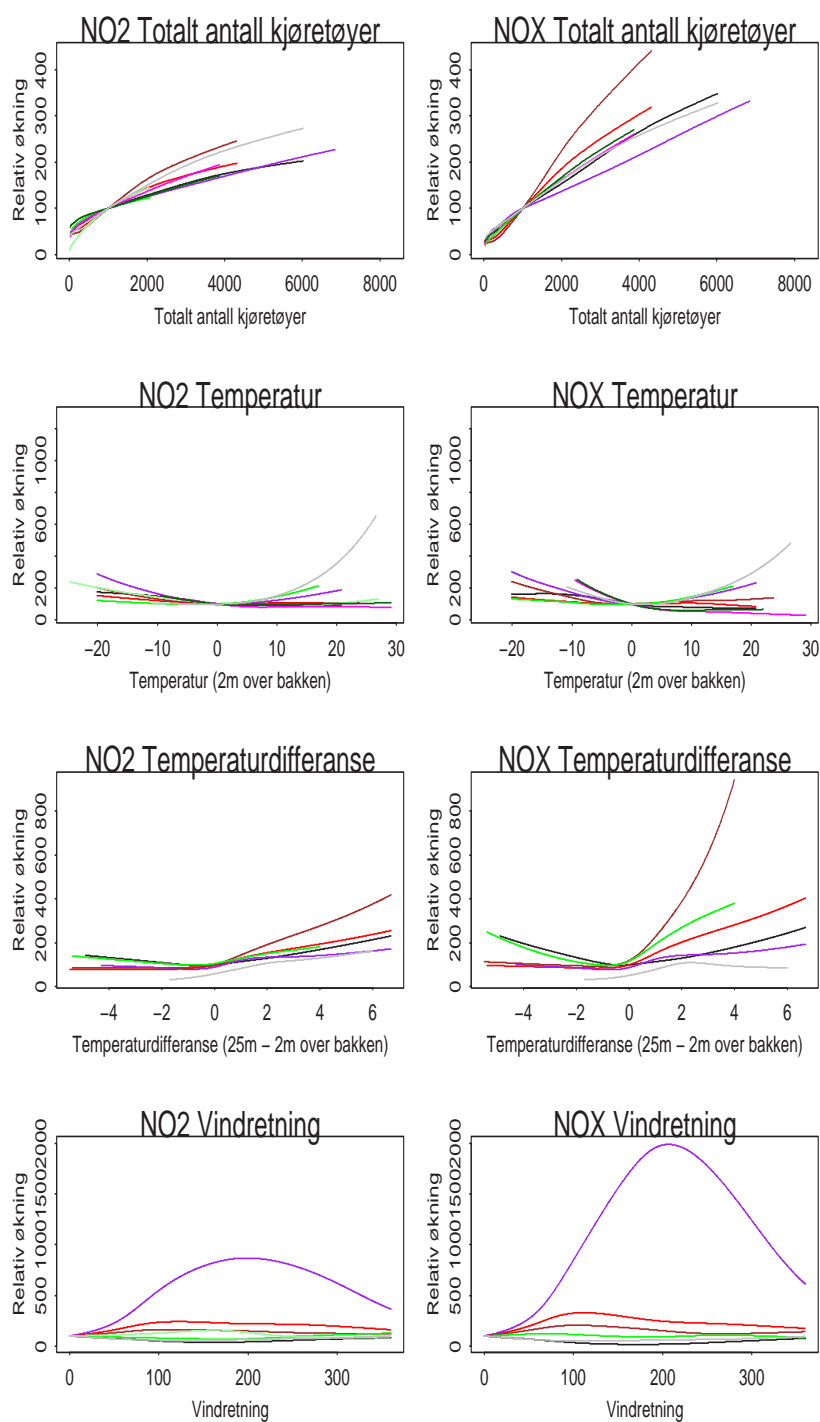 NO2 Totalt antall kjøretøyer
NOX Totalt antall kjøretøyer
Relativ økning
0 100 200 300 400
0 2000 4000 6000 8000
Totalt antall kjøretøyer
Relativ økning
0 100 200 300 400
0 2000 4000 6000 8000
Totalt antall kjøretøyer
NO2 Temperatur
NOX Temperatur
Relativ økning
0 200 600 1000
−20 −10 0 10 20 30
Temperatur (2m over bakken)
Relativ økning
0 200 600 1000
−20 −10 0 10 20 30
Temperatur (2m over bakken)
NO2 Temperaturdifferanse
NOX Temperaturdifferanse
Relativ økning
0 200 400 600 800
−4 −2 0 2 4 6
Temperaturdifferanse (25m − 2m over bakken)
Relativ økning
0 200 400 600 800
−4 −2 0 2 4 6
Temperaturdifferanse (25m − 2m over bakken)
NO2 Vindretning
NOX Vindretning
Relativ økning
0 500 1000 1500 2000
0 100 200 300
Vindretning
Relativ økning
0 500 1000 1500 2000
0 100 200 300
Vindretning